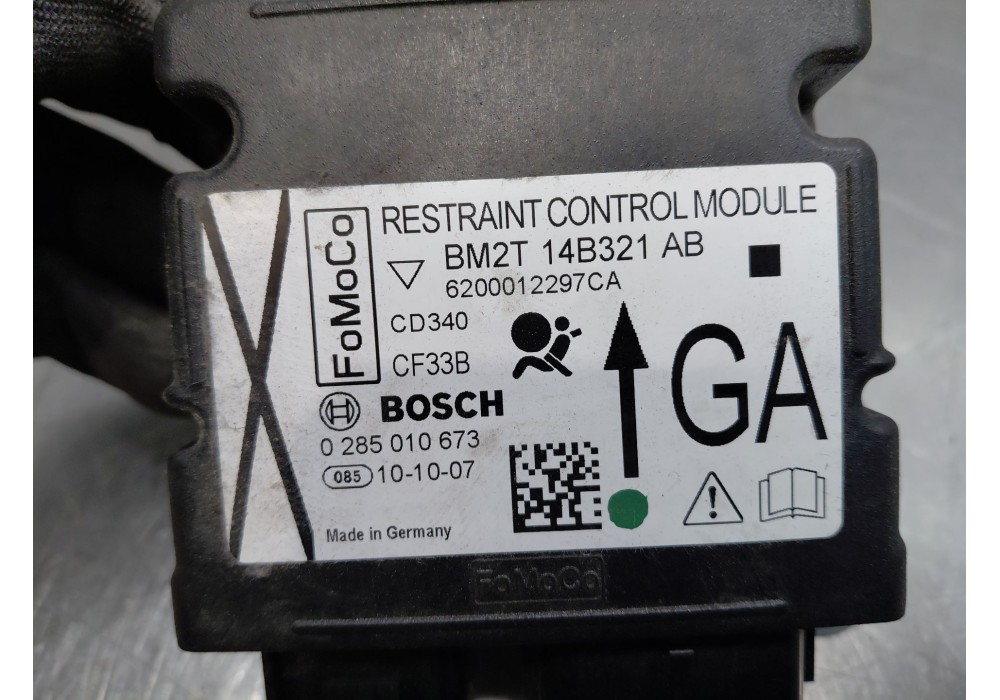 RESTRAINT CONTROL MODULE
FoMoCo
BM2T 14B321 AB
6200012297CA
CD340
CF33B
GA
BOSCH
0 285 010 673
085 10-10-07
Made in Germany
FoMoCo